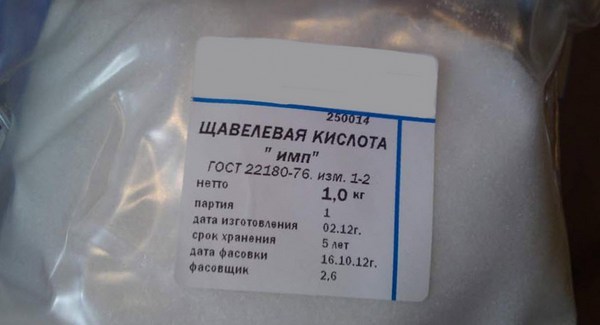 250014
ЩАВЕЛЕВАЯ КИСЛОТА
" ИМП"
ГОСТ 22180-76. изм. 1-2
нетто 1,0 кг
партия 1
дата изготовления 02.12г.
срок хранения 5 лет
дата фасовки 16.10.12г.
фасовщик 2,6